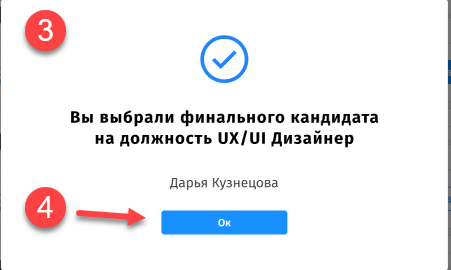 3
Вы выбрали финального кандидата
на должность UX/UI Дизайнер
Дарья Кузнецова
4
Ок